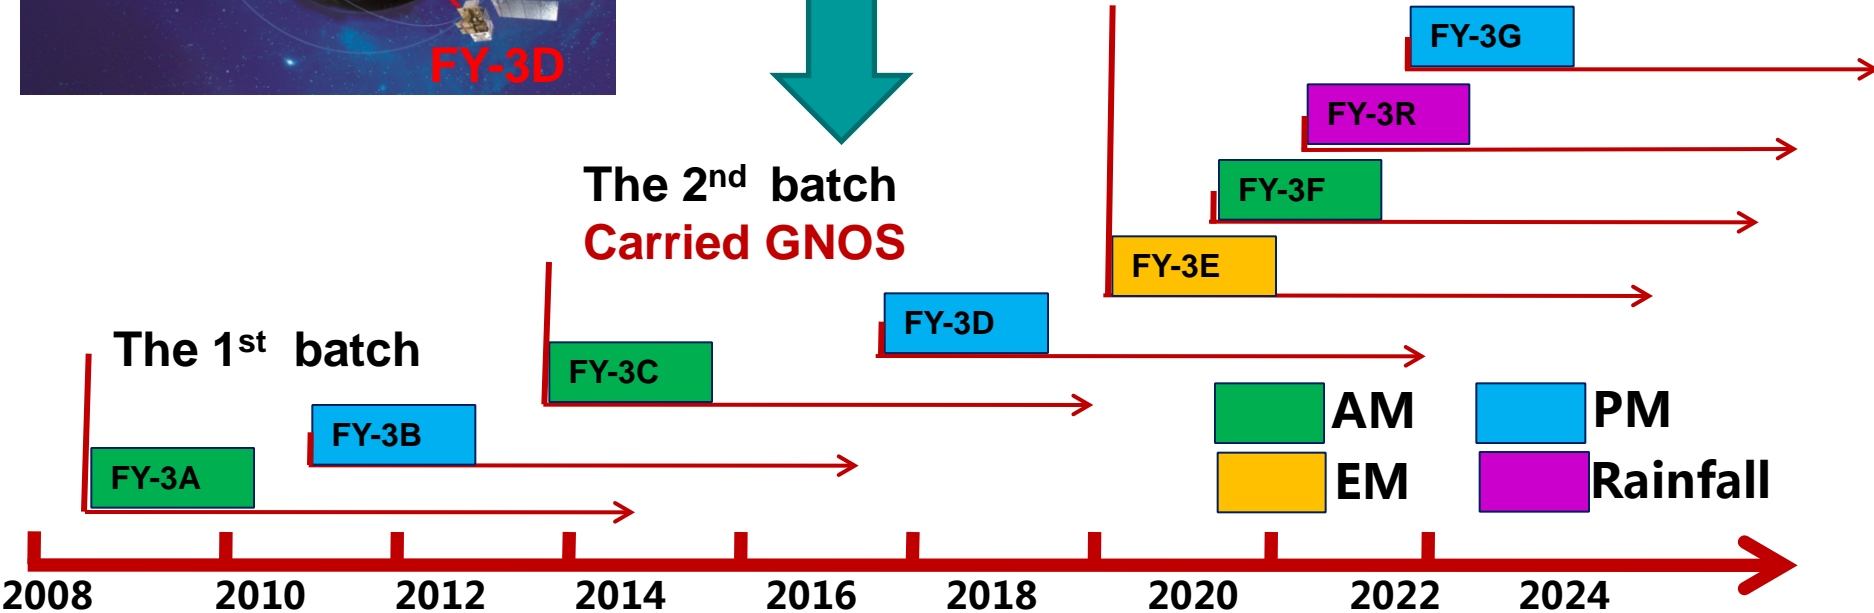 FY-3D
FY-3G
FY-3R
The 2nd batch
Carried GNOS
FY-3F
FY-3E
FY-3D
The 1st batch
FY-3C
FY-3B
FY-3A
AM
PM
EM
Rainfall
2008 2010 2012 2014 2016 2018 2020 2022 2024